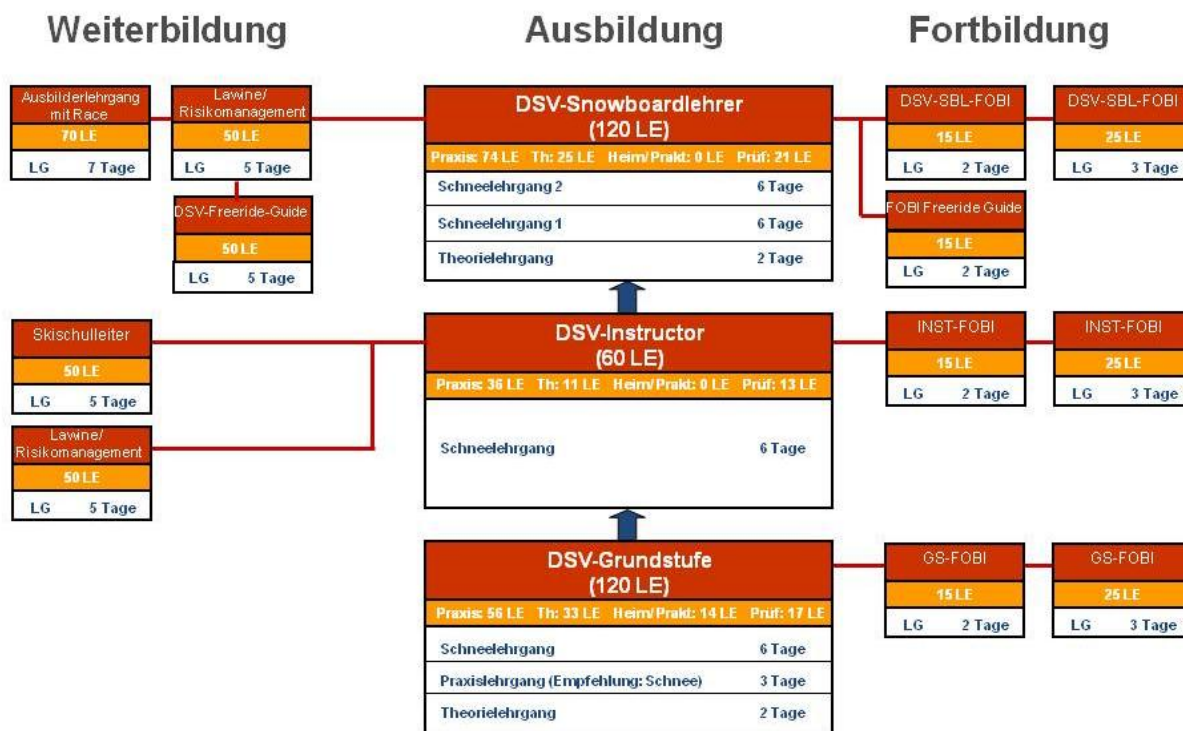 Weiterbildung
Ausbildung
Fortbildung
Ausbilderlehrgang
mit Race
70 LE
LG 7 Tage
Lawine/
Risikomanagement
50 LE
LG 5 Tage
DSV-Freeride-Guide
50 LE
LG 5 Tage
DSV-Snowboardlehrer
(120 LE)
Praxis: 74 LE Th: 25 LE Heim/Prakt: 0 LE Prüf: 21 LE
Schneelehrgang 2 6 Tage
Schneelehrgang 1 6 Tage
Theorielehrgang 2 Tage
DSV-SBL-FOBI
15 LE
LG 2 Tage
DSV-SBL-FOBI
25 LE
LG 3 Tage
FOBI Freeride Guide
15 LE
LG 2 Tage
Skischulleiter
50 LE
LG 5 Tage
Lawine/
Risikomanagement
50 LE
LG 5 Tage
DSV-Instructor
(60 LE)
Praxis: 36 LE Th: 11 LE Heim/Prakt: 0 LE Prüf: 13 LE
Schneelehrgang 6 Tage
INST-FOBI
15 LE
LG 2 Tage
INST-FOBI
25 LE
LG 3 Tage
DSV-Grundstufe
(120 LE)
Praxis: 56 LE Th: 33 LE Heim/Prakt: 14 LE Prüf: 17 LE
Schneelehrgang 6 Tage
Praxislehrgang (Empfehlung: Schnee) 3 Tage
Theorielehrgang 2 Tage
GS-FOBI
15 LE
LG 2 Tage
GS-FOBI
25 LE
LG 3 Tage